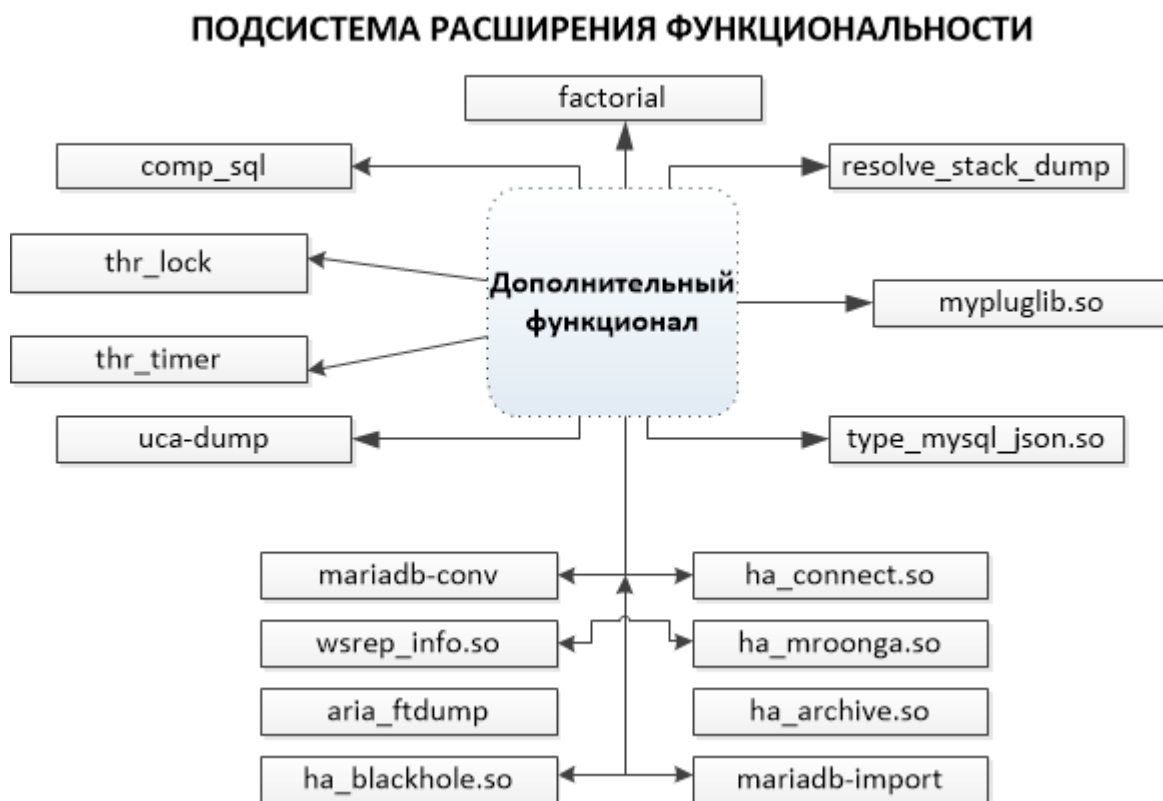 ПОДСИСТЕМА РАСШИРЕНИЯ ФУНКЦИОНАЛЬНОСТИ
factorial
comp_sql
resolve_stack_dump
thr_lock
Дополнительный
функционал
mypluglib.so
thr_timer
uca-dump
type_mysql_json.so
mariadb-conv
ha_connect.so
wsrep_info.so
ha_mroonga.so
aria_ftdump
ha_archive.so
ha_blackhole.so
mariadb-import